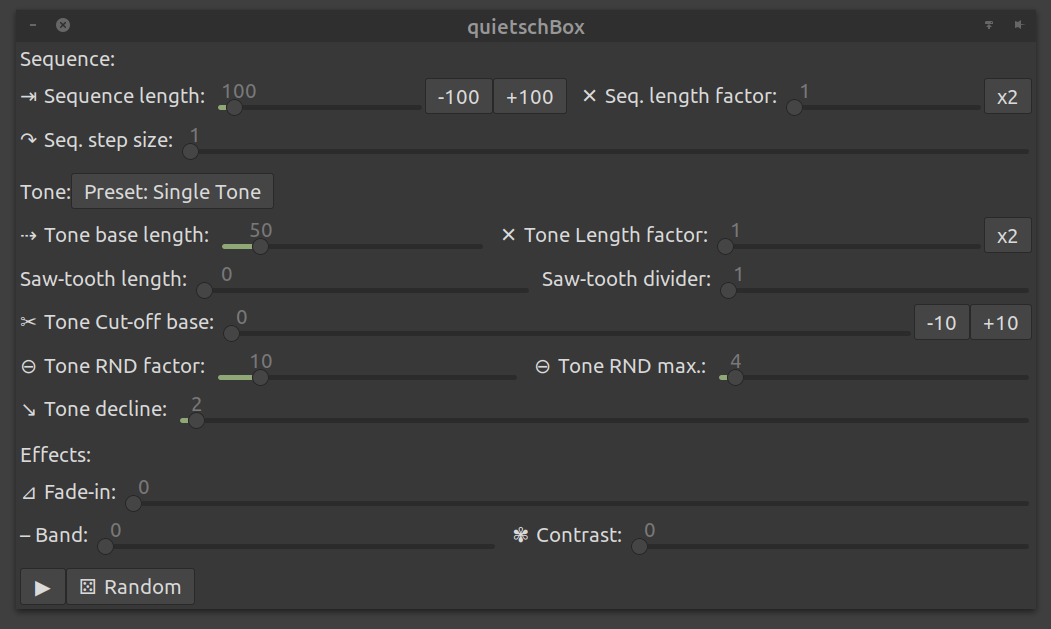 quietschBox
Sequence:
⇥ Sequence length: 100 -100 +100 ✕ Seq. length factor: 1 x2
↷ Seq. step size: 1
Tone: Preset: Single Tone
⇢ Tone base length: 50 ✕ Tone Length factor: 1 x2
Saw-tooth length: 0 Saw-tooth divider: 1
✂ Tone Cut-off base: 0 -10 +10
⊖ Tone RND factor: 10 ⊖ Tone RND max.: 4
↘ Tone decline: 2
Effects:
⊿ Fade-in: 0
‒ Band: 0 ✾ Contrast: 0
▶ ⚄ Random